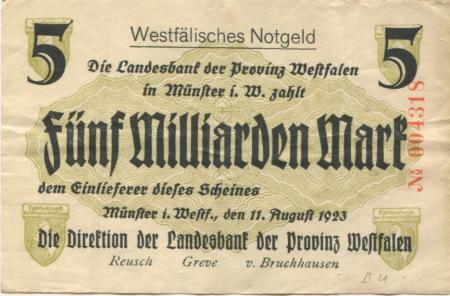 5 Westfälisches Notgeld 5
Die Landesbank der Provinz Westfalen
in Münster i. W. zahlt
Fünf Milliarden Mark
dem Einlieferer dieses Scheines
Münster i. Westf., den 11. August 1923
Die Direktion der Landesbank der Provinz Westfalen
Reusch Greve v. Bruchhausen
№ 004318